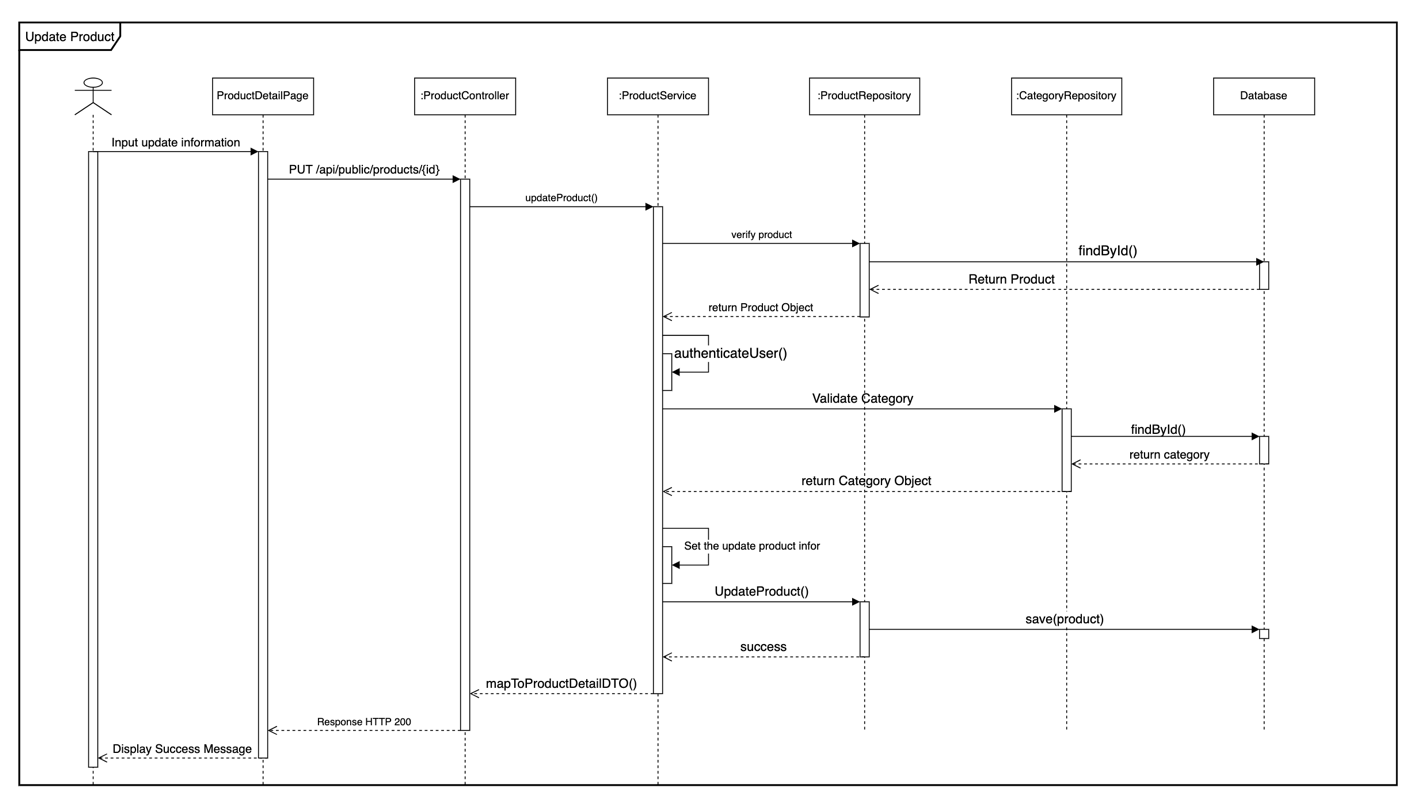 Update Product
ProductDetailPage
:ProductController
:ProductService
:ProductRepository
:CategoryRepository
Database
Input update information
PUT /api/public/products/{id}
updateProduct()
verify product
findById()
Return Product
return Product Object
authenticateUser()
Validate Category
findById()
return category
return Category Object
Set the update product infor
UpdateProduct()
save(product)
success
mapToProductDetailDTO()
Response HTTP 200
Display Success Message